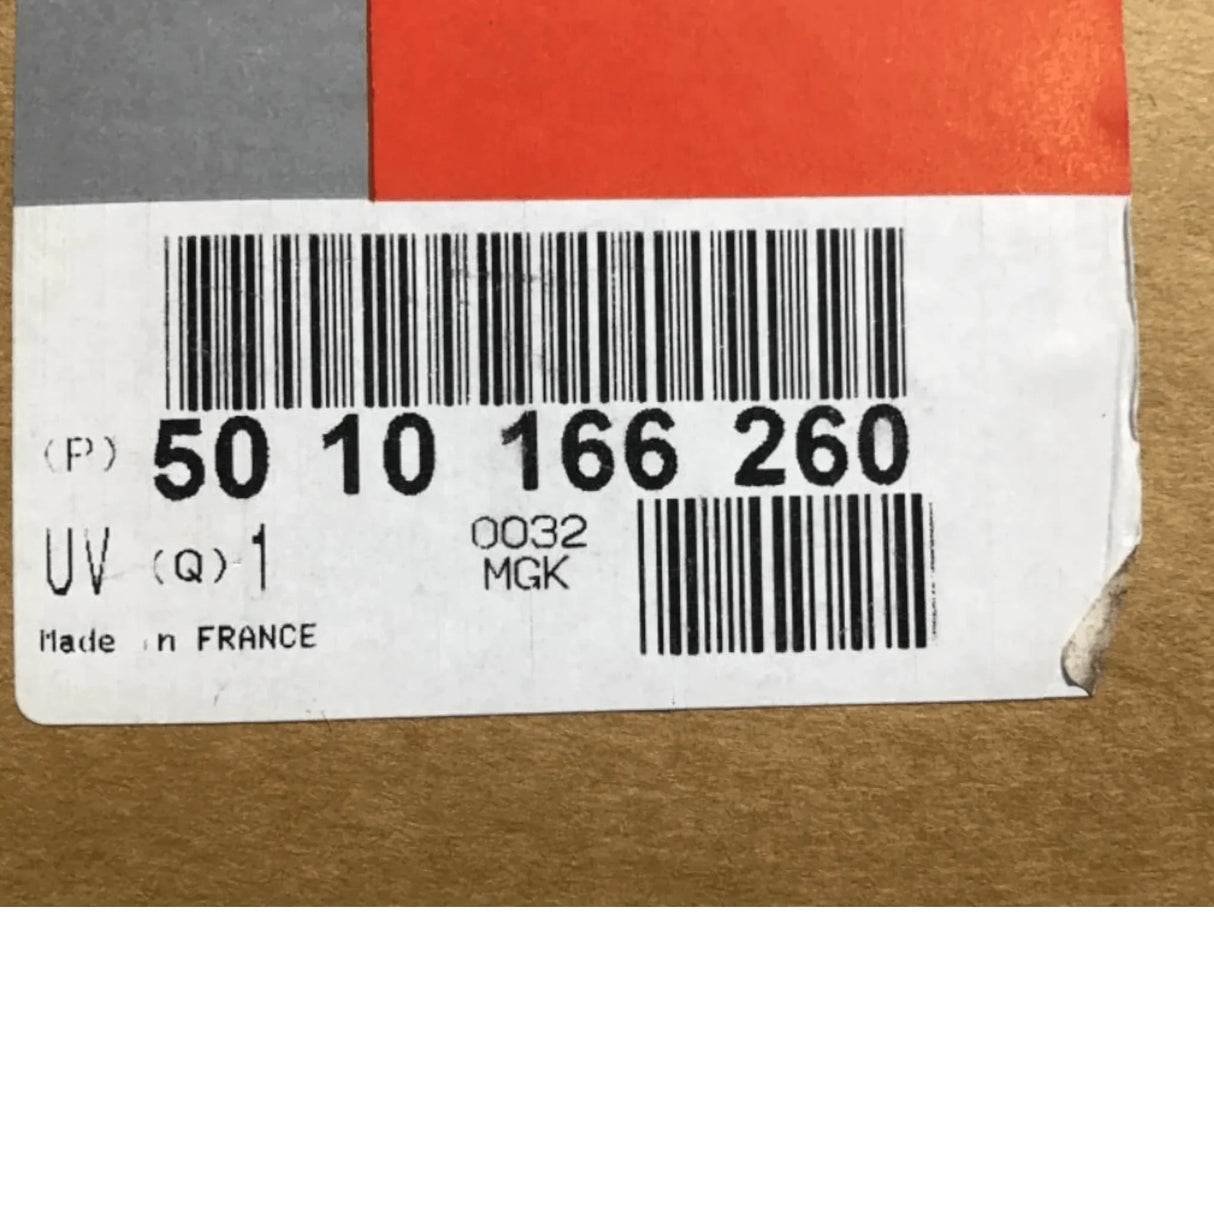 (P) 50 10 166 260
UV (Q) 1
0032
MGK
Made in FRANCE